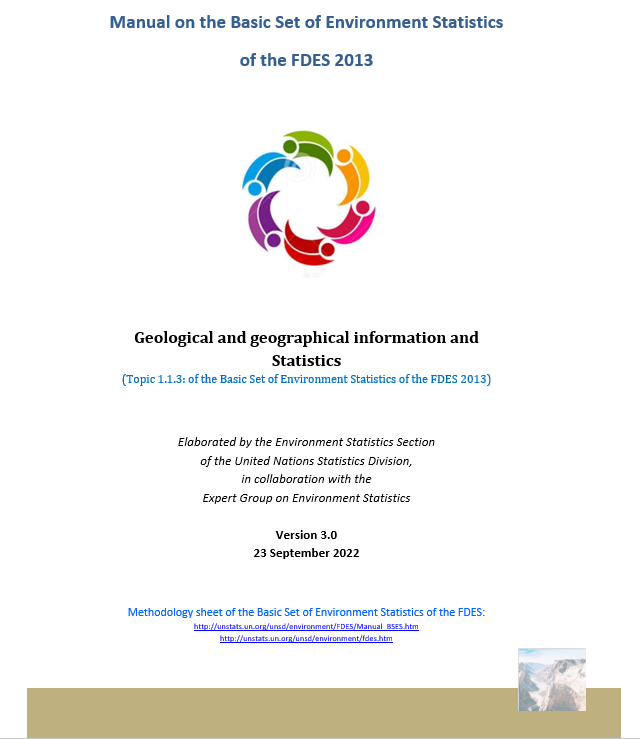 Manual on the Basic Set of Environment Statistics
of the FDES 2013
Geological and geographical information and
Statistics
(Topic 1.1.3: of the Basic Set of Environment Statistics of the FDES 2013)
Elaborated by the Environment Statistics Section
of the United Nations Statistics Division,
in collaboration with the
Expert Group on Environment Statistics
Version 3.0
23 September 2022
Methodology sheet of the Basic Set of Environment Statistics of the FDES:
http://unstats.un.org/unsd/environment/FDES/Manual_BSES.htm
http://unstats.un.org/unsd/environment/fdes.htm